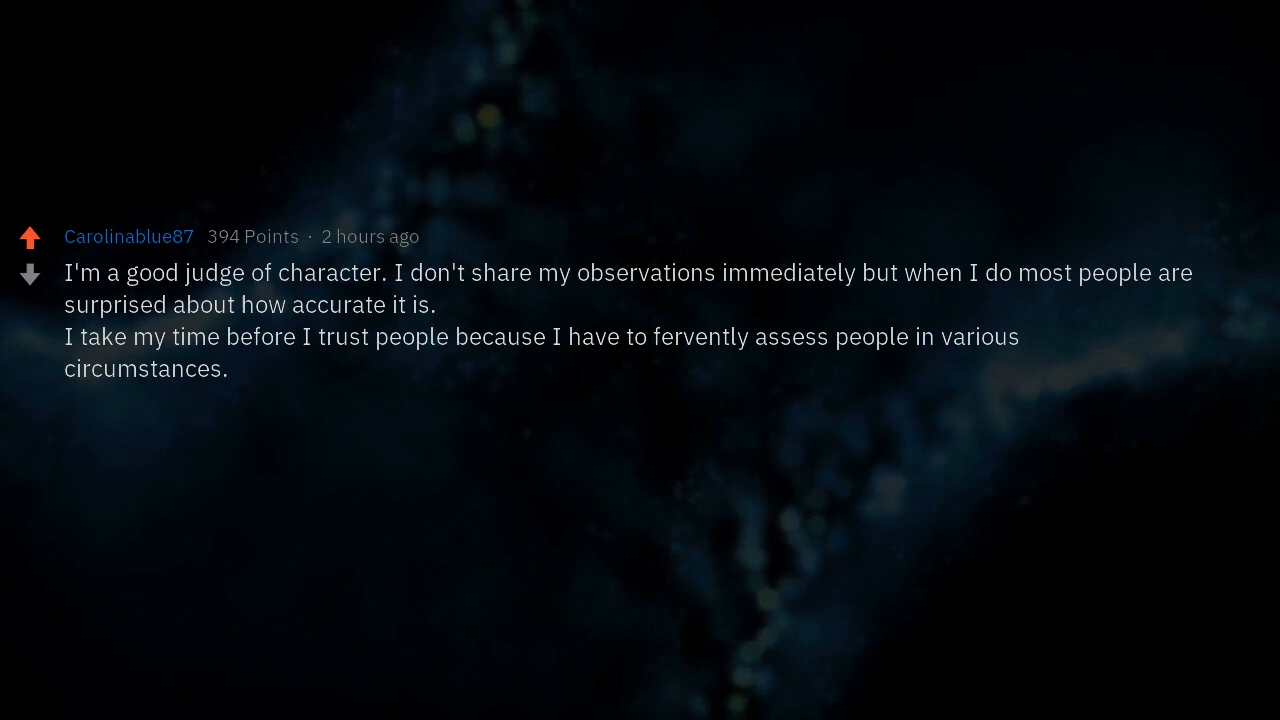 Carolinablue87 394 Points · 2 hours ago
I'm a good judge of character. I don't share my observations immediately but when I do most people are
surprised about how accurate it is.
I take my time before I trust people because I have to fervently assess people in various
circumstances.